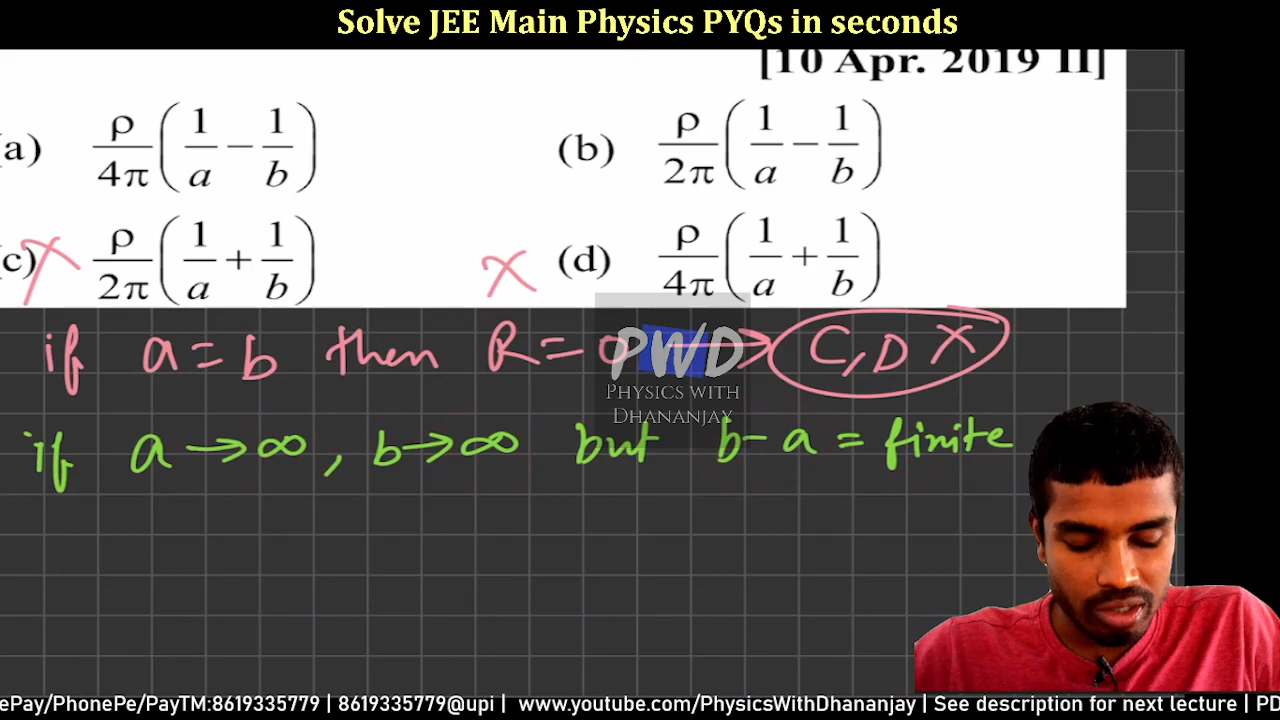 Solve JEE Main Physics PYQs in seconds
[10 Apr. 2019 II]
(a) ρ/4π (1/a − 1/b)
(b) ρ/2π (1/a − 1/b)
(c) ρ/2π (1/a + 1/b)
X (d) ρ/4π (1/a + 1/b)
if a = b then R = 0 → C, D X
PWD
PHYSICS WITH
DHANANJAY
if a → ∞, b → ∞ but b - a = finite
ePay/PhonePe/PayTM:8619335779 | 8619335779@upi | www.youtube.com/PhysicsWithDhananjay | See description for next lecture | PD